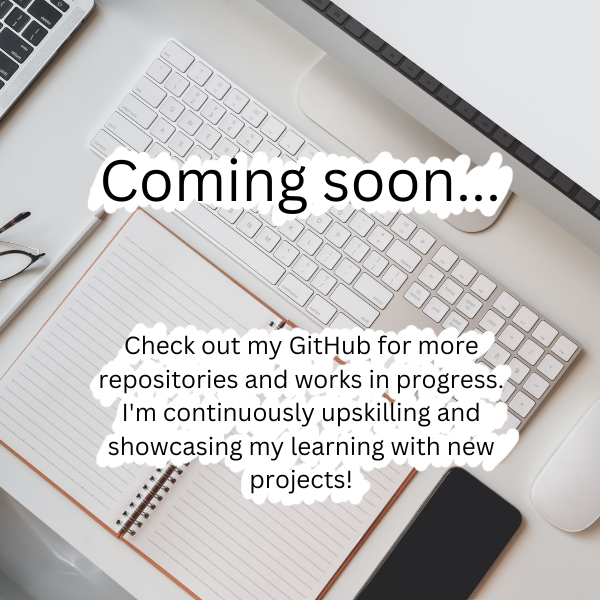 Coming soon...
Check out my GitHub for more
repositories and works in progress.
I'm continuously upskilling and
showcasing my learning with new
projects!